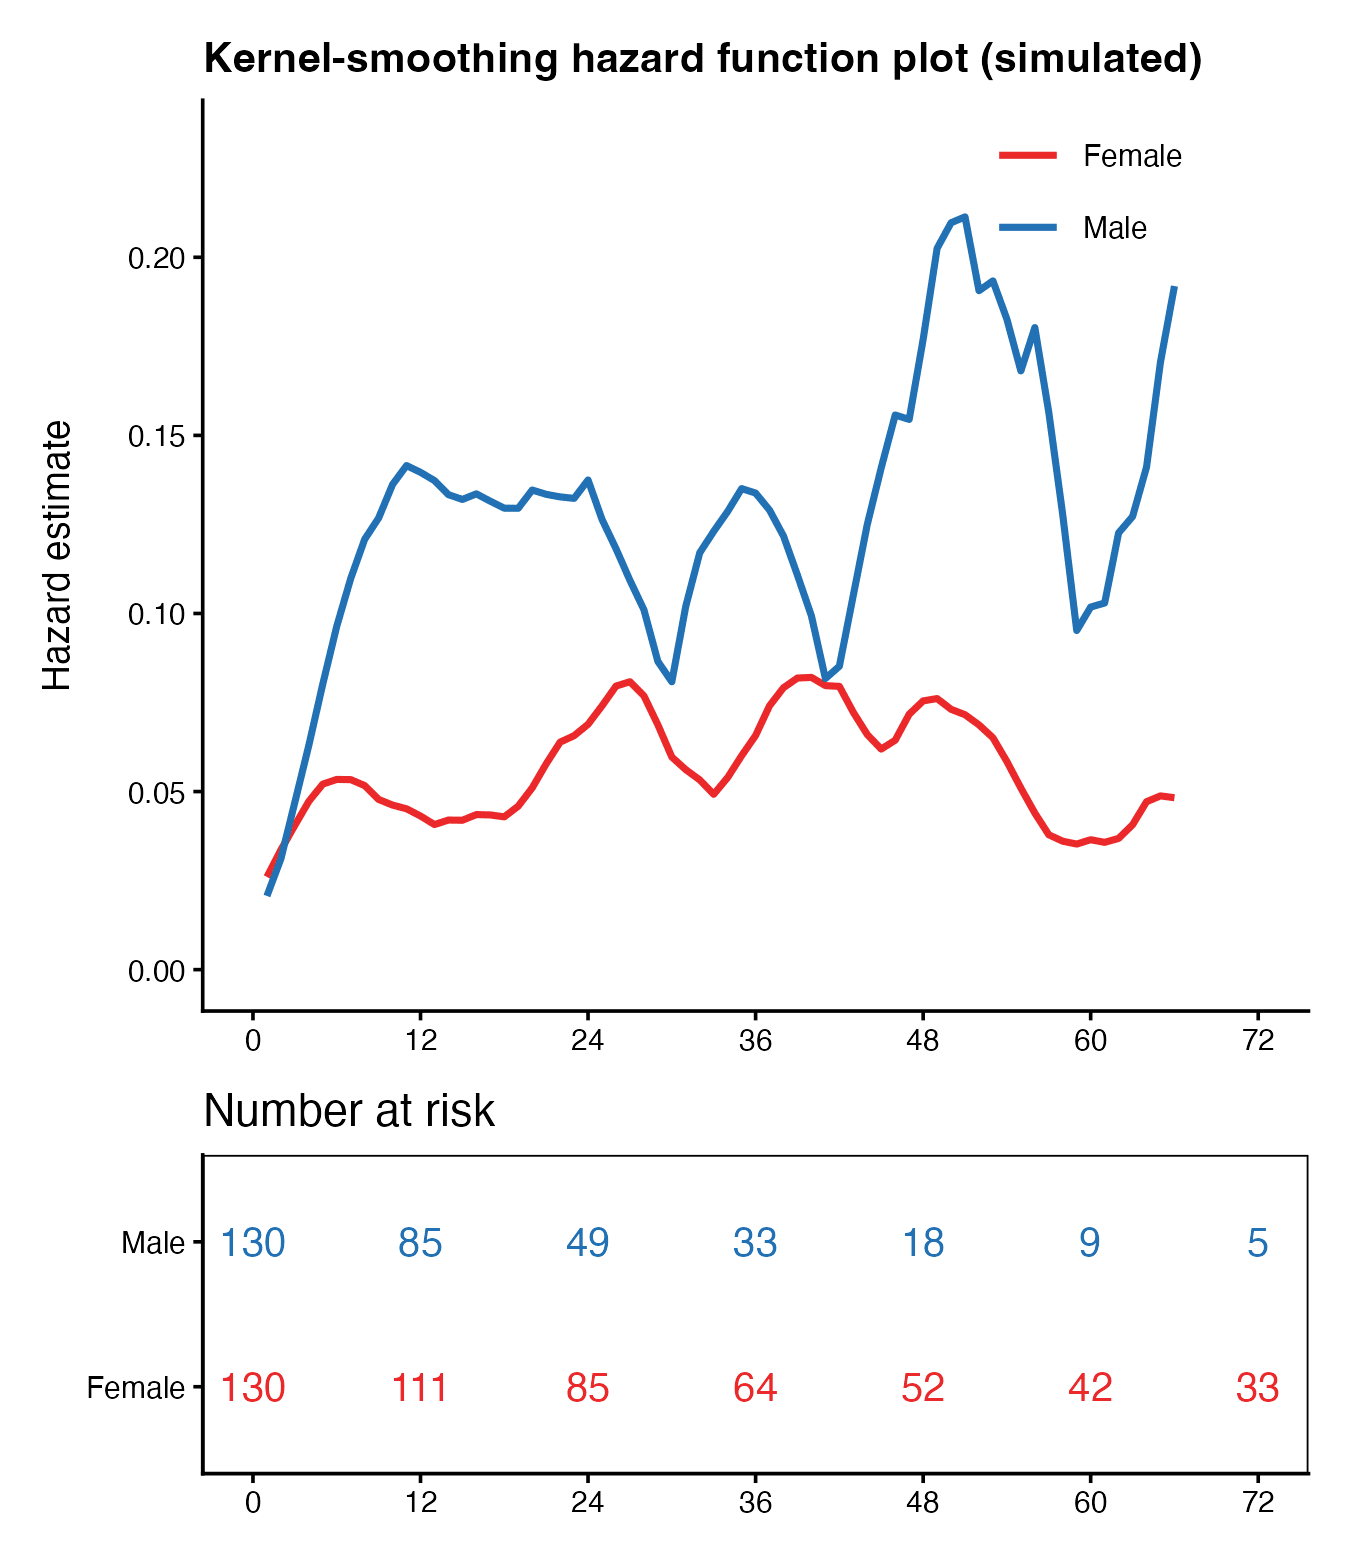 Kernel-smoothing hazard function plot (simulated)
Female
Male
Hazard estimate
0.20
0.15
0.10
0.05
0.00
0 12 24 36 48 60 72
Number at risk
Male 130 85 49 33 18 9 5
Female 130 111 85 64 52 42 33
0 12 24 36 48 60 72